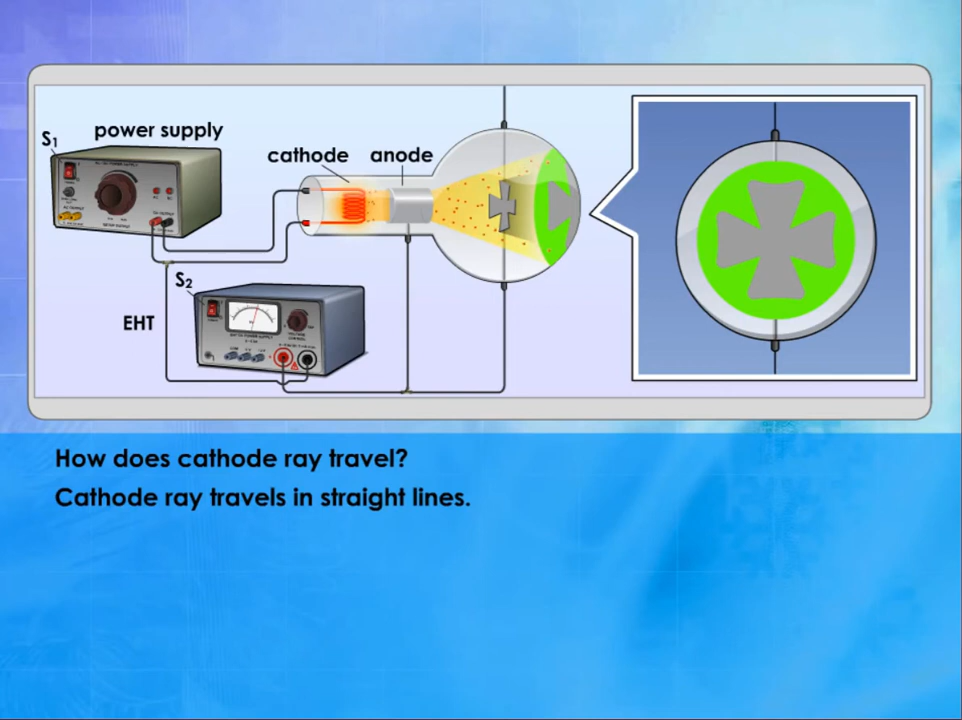 S1
power supply
cathode
anode
S2
EHT
How does cathode ray travel?
Cathode ray travels in straight lines.